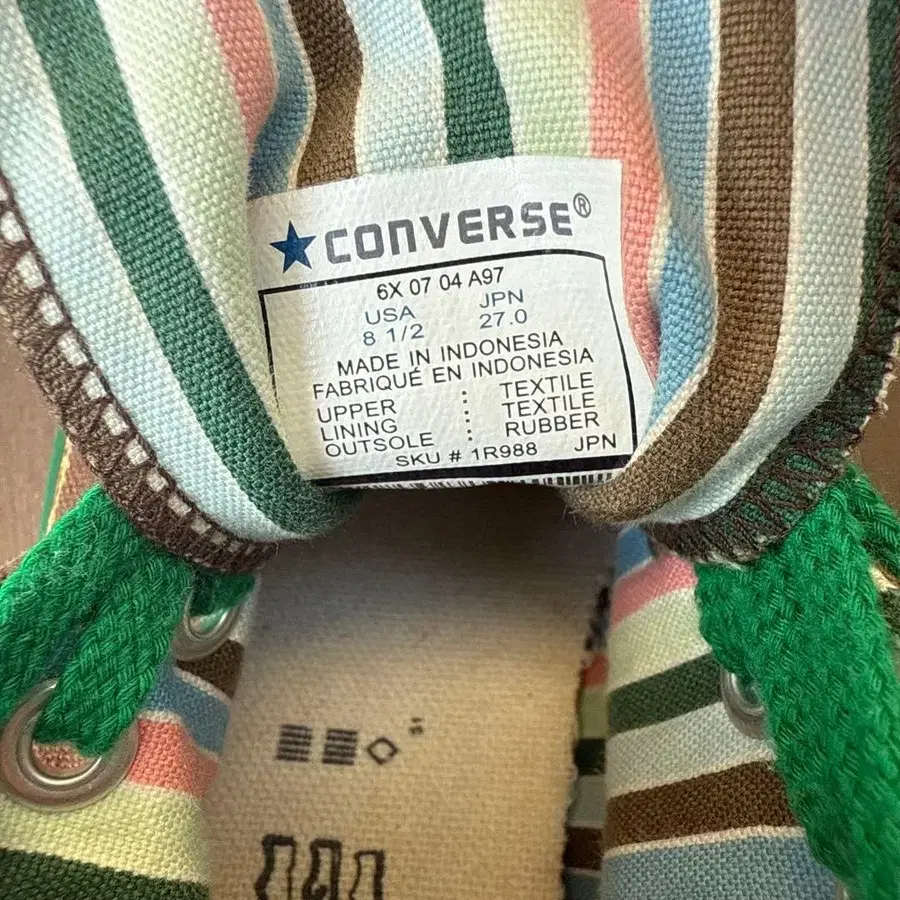 CONVERSE®
6X 07 04 A97
USA JPN
8 1/2 27.0
MADE IN INDONESIA
FABRIQUÉ EN INDONESIA
UPPER : TEXTILE
LINING : TEXTILE
OUTSOLE : RUBBER
SKU # 1R988 JPN